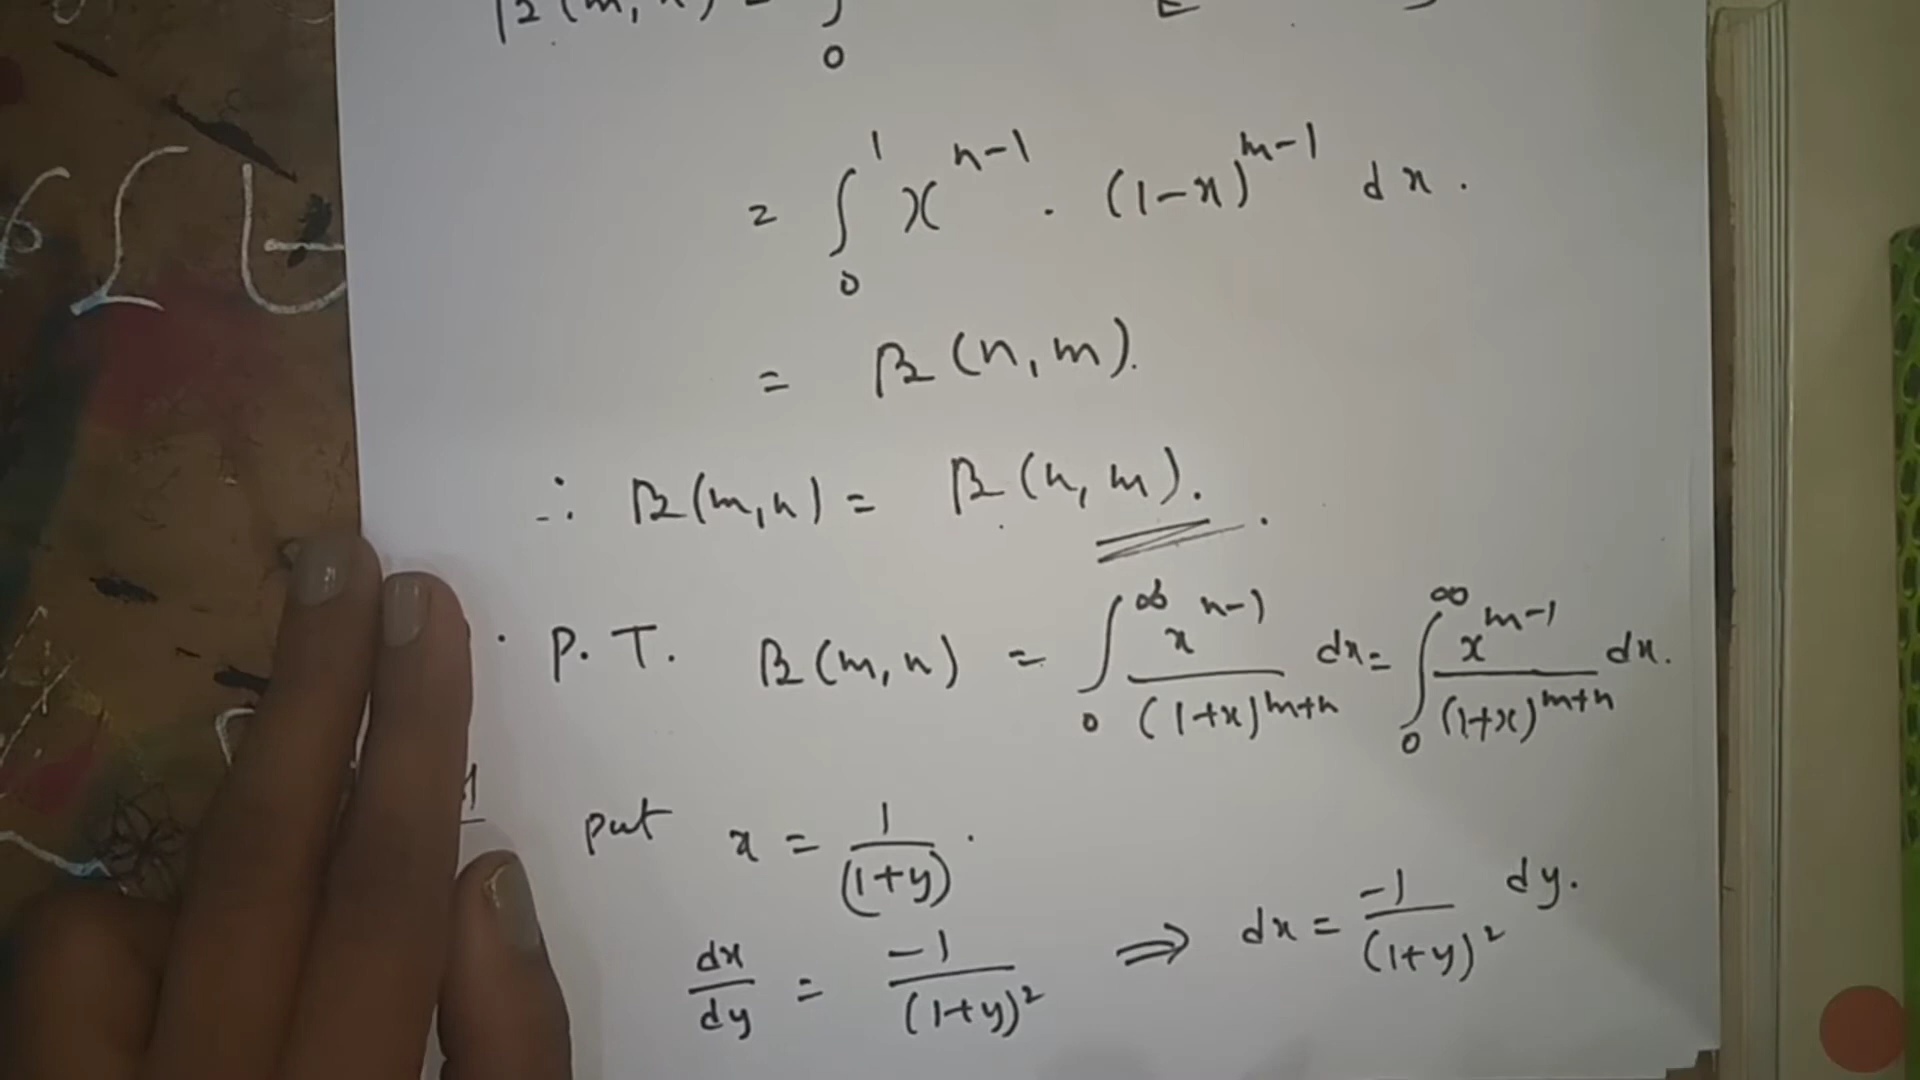 β(m, n) = ∫₀
= ∫₀¹ x^{n-1} . (1-x)^{m-1} dx.
= β(n, m).
∴ β(m, n) = β(n, m).
P. T. β(m, n) = ∫₀^∞ x^{n-1}/(1+x)^{m+n} dx = ∫₀^∞ x^{m-1}/(1+x)^{m+n} dx.
put x = 1/(1+y).
dx/dy = -1/(1+y)² ⇒ dx = -1/(1+y)² dy.